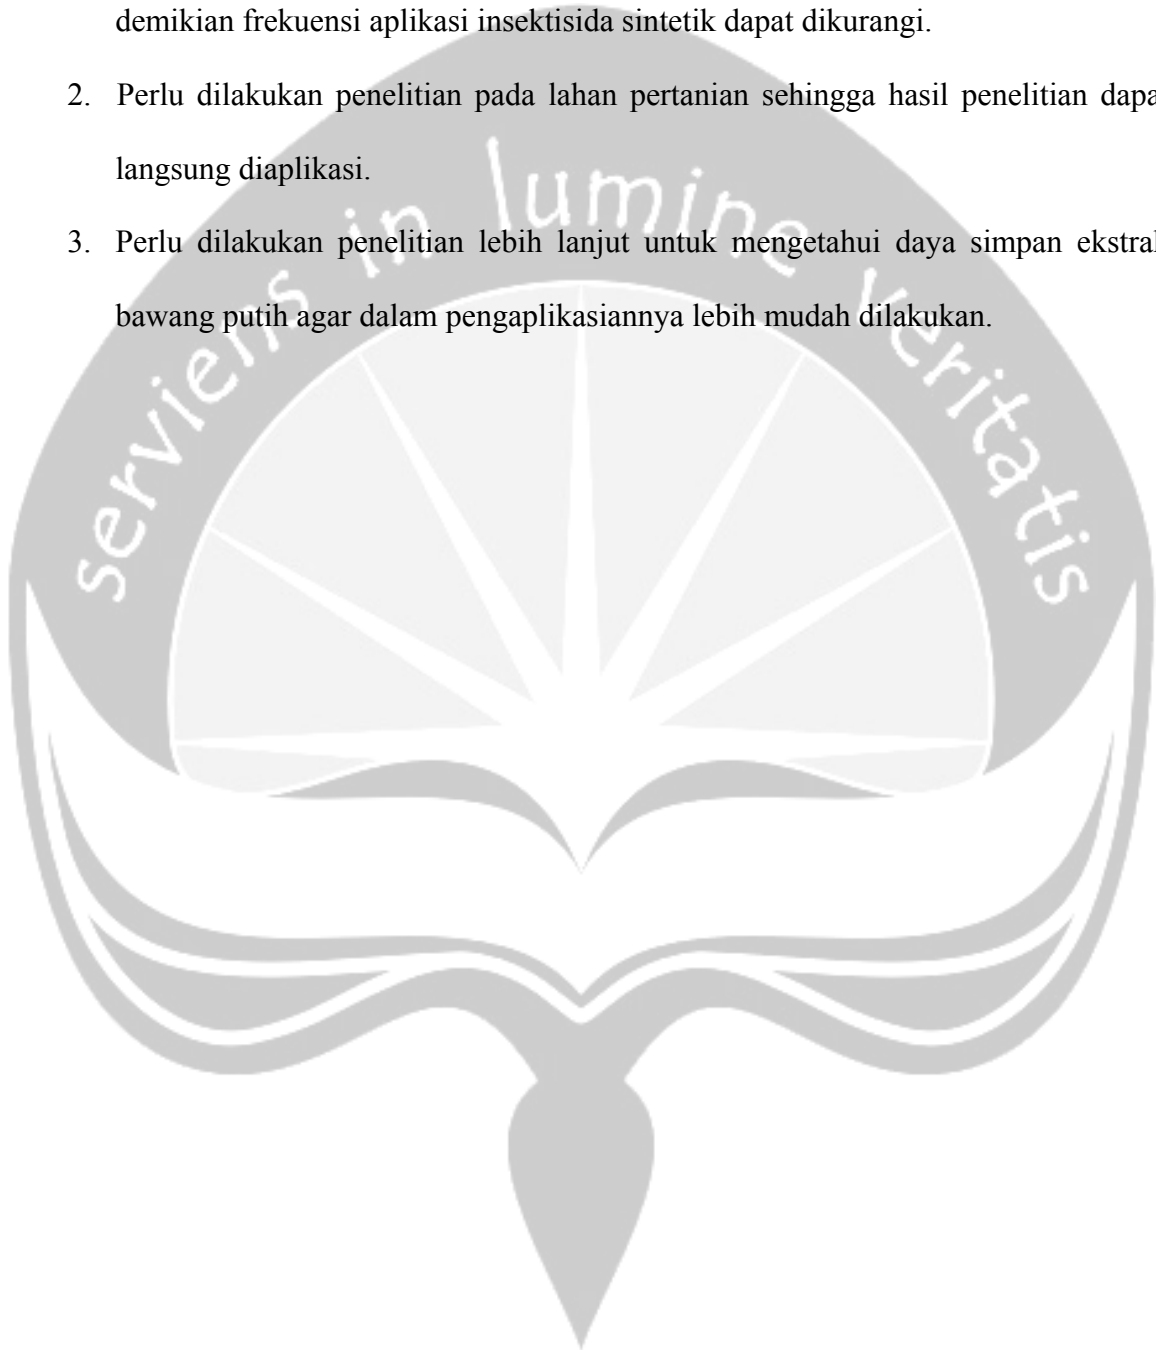 demikian frekuensi aplikasi insektisida sintetik dapat dikurangi.
2. Perlu dilakukan penelitian pada lahan pertanian sehingga hasil penelitian dapa
langsung diaplikasi.
3. Perlu dilakukan penelitian lebih lanjut untuk mengetahui daya simpan ekstra
bawang putih agar dalam pengaplikasiannya lebih mudah dilakukan.
serviens in lumine veritatis